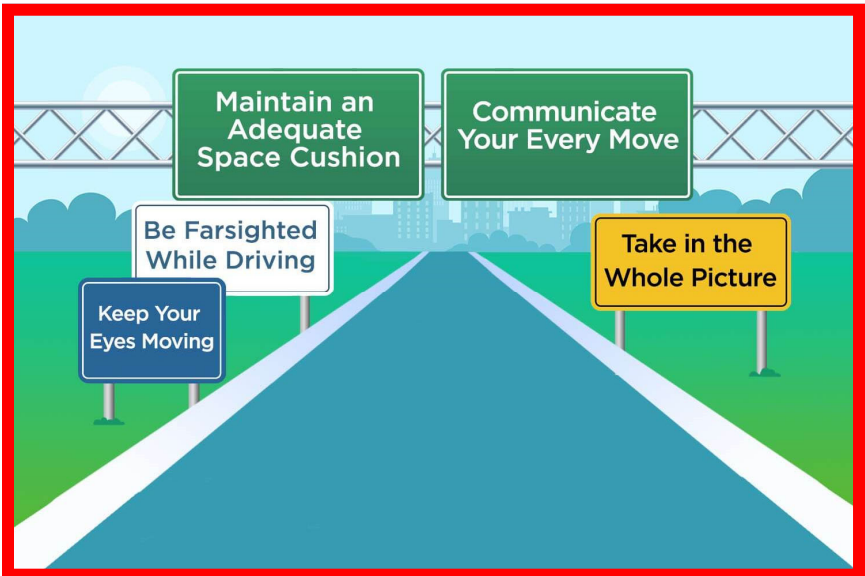 Maintain an
Adequate
Space Cushion
Communicate
Your Every Move
Be Farsighted
While Driving
Take in the
Whole Picture
Keep Your
Eyes Moving